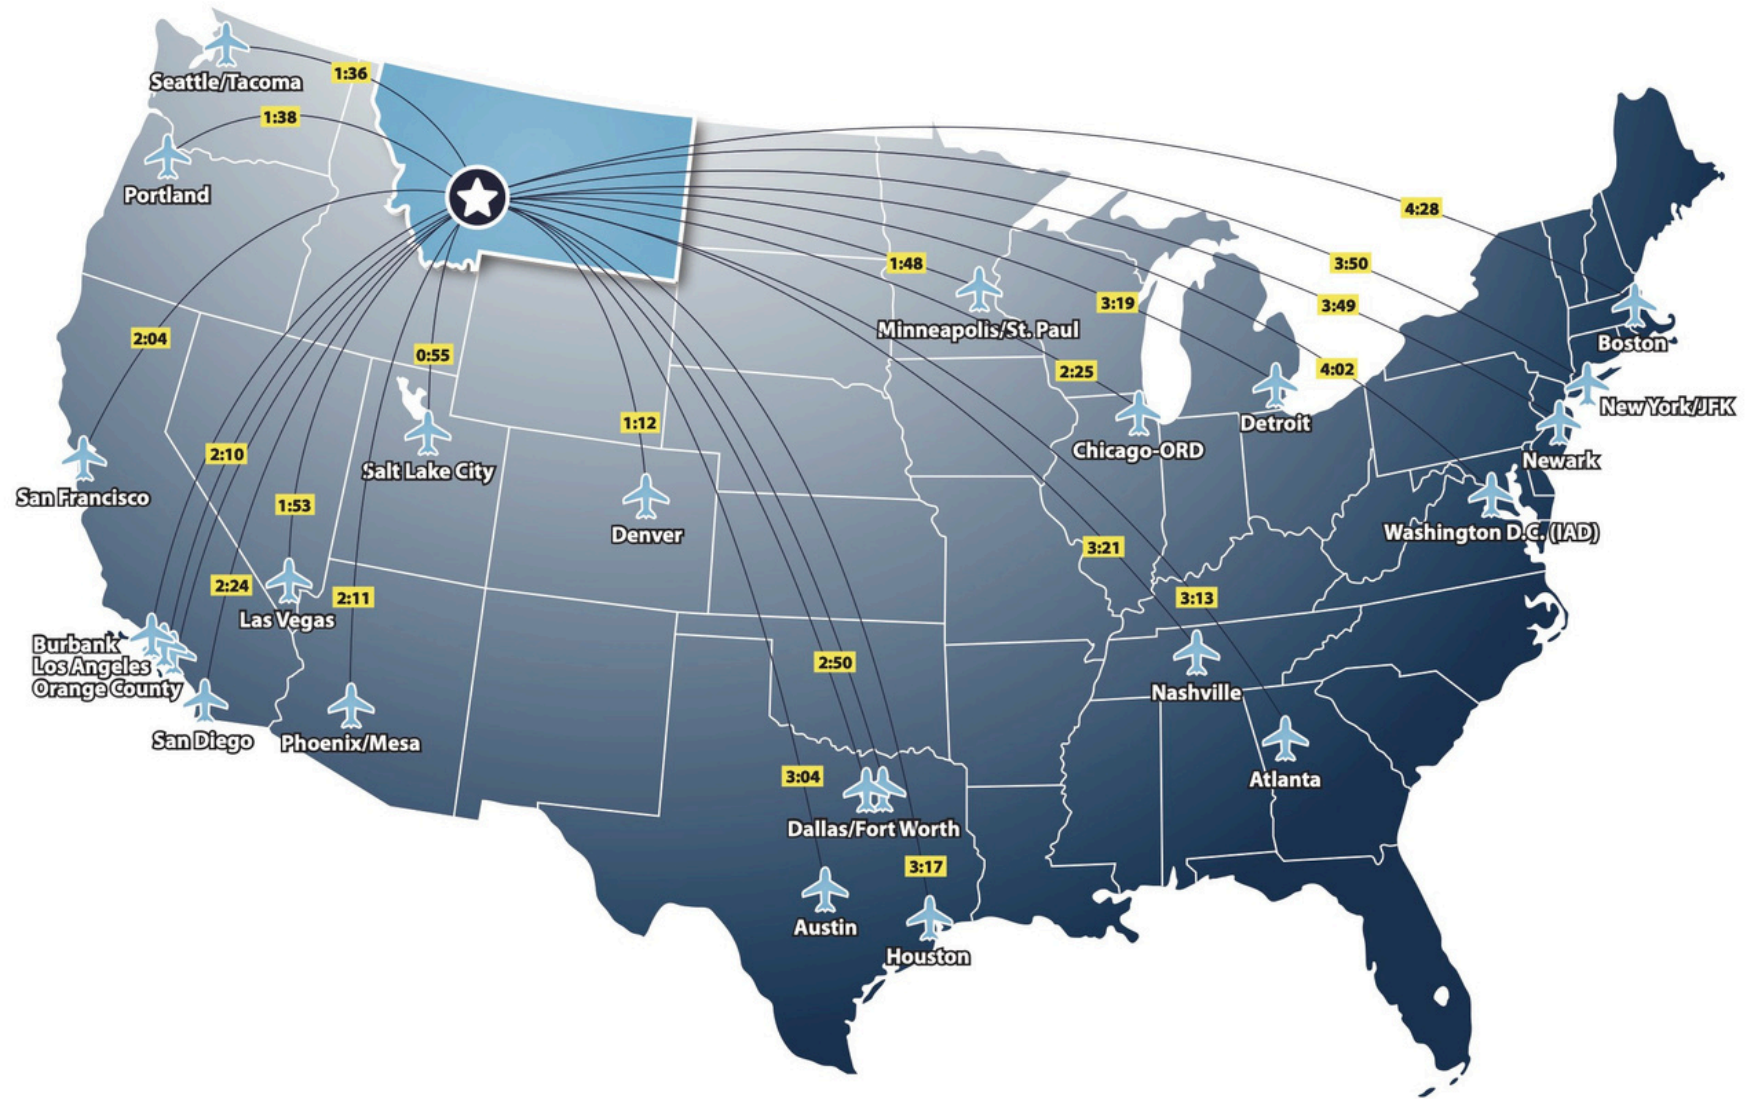 1:36
Seattle/Tacoma
1:38
Portland
4:28
1:48
3:50
3:19
3:49
Minneapolis/St. Paul
2:04
Boston
0:55
2:25
4:02
New York/JFK
1:12
Detroit
2:10
Salt Lake City
Chicago-ORD
Newark
San Francisco
1:53
Denver
Washington D.C. (IAD)
3:21
2:24
2:11
3:13
Las Vegas
Burbank
Los Angeles
Orange County
2:50
Nashville
San Diego
Phoenix/Mesa
3:04
Atlanta
Dallas/Fort Worth
3:17
Austin
Houston